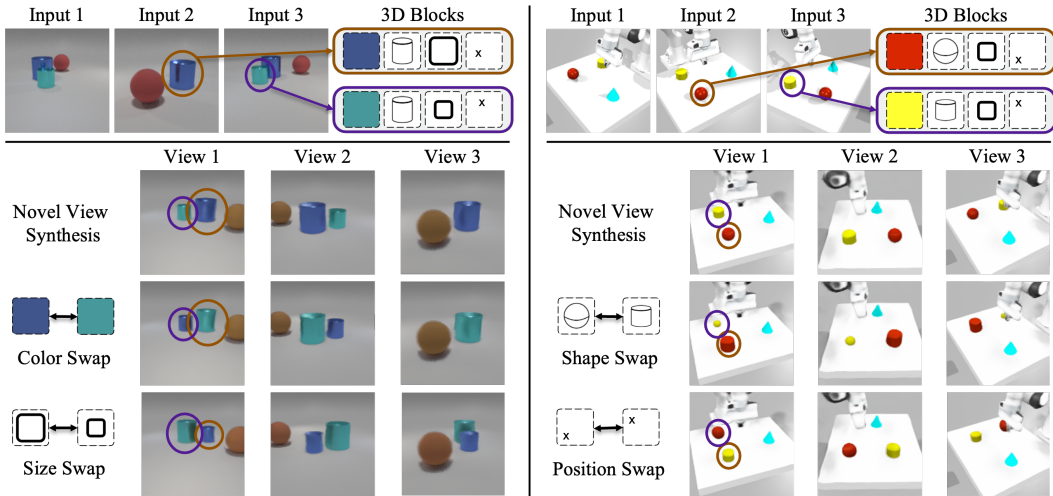 Input 1 Input 2 Input 3 3D Blocks
x
x
View 1 View 2 View 3
Novel View
Synthesis
Color Swap
Size Swap
Input 1 Input 2 Input 3 3D Blocks
x
x
View 1 View 2 View 3
Novel View
Synthesis
Shape Swap
x x
Position Swap